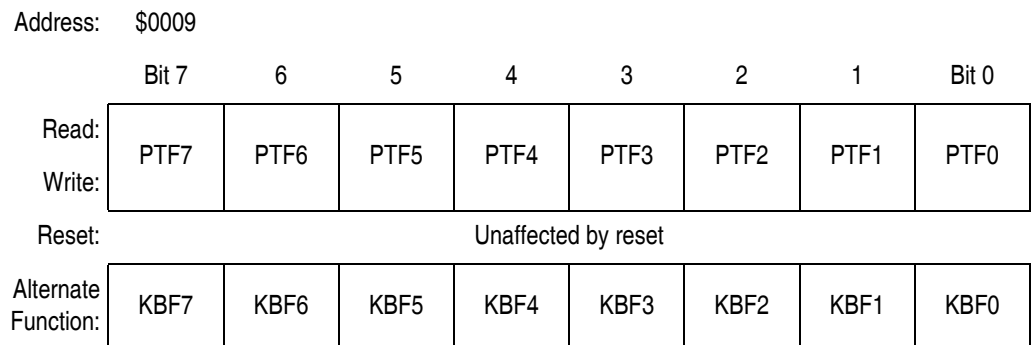 Address: $0009
Bit 7 6 5 4 3 2 1 Bit 0
Read:
PTF7 PTF6 PTF5 PTF4 PTF3 PTF2 PTF1 PTF0
Write:
Reset: Unaffected by reset
Alternate
Function:
KBF7 KBF6 KBF5 KBF4 KBF3 KBF2 KBF1 KBF0